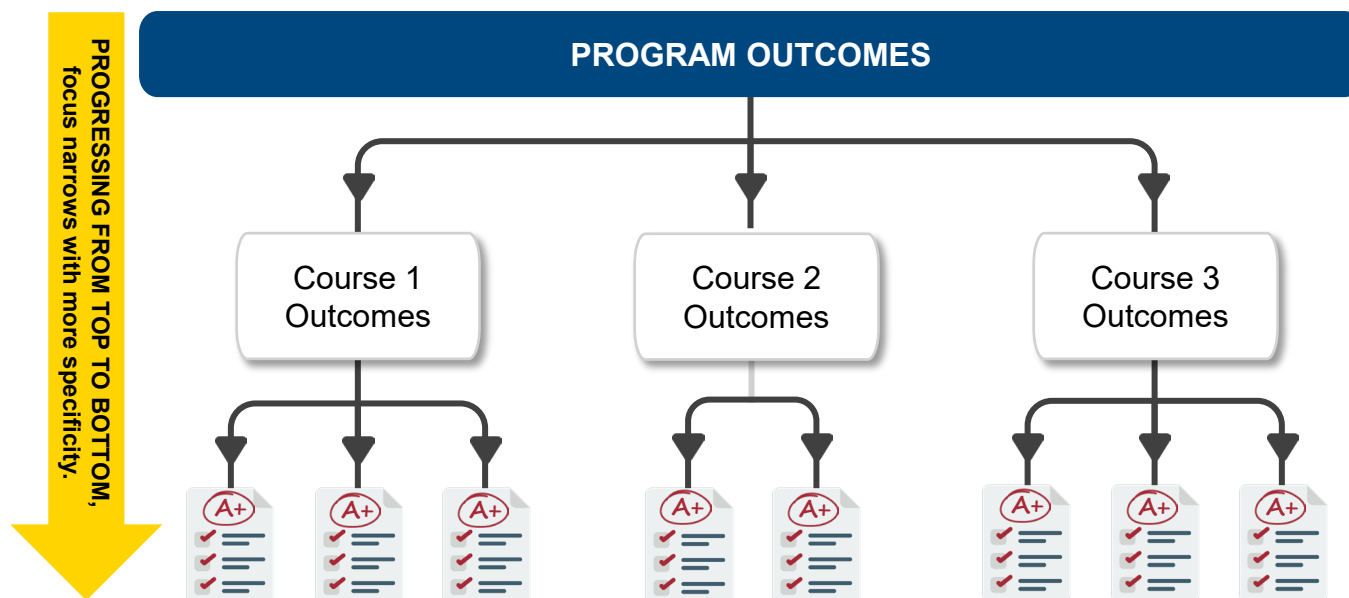 PROGRESSING FROM TOP TO BOTTOM,
focus narrows with more specificity.
PROGRAM OUTCOMES
Course 1
Outcomes
Course 2
Outcomes
Course 3
Outcomes
A+
A+
A+
A+
A+
A+
A+
A+